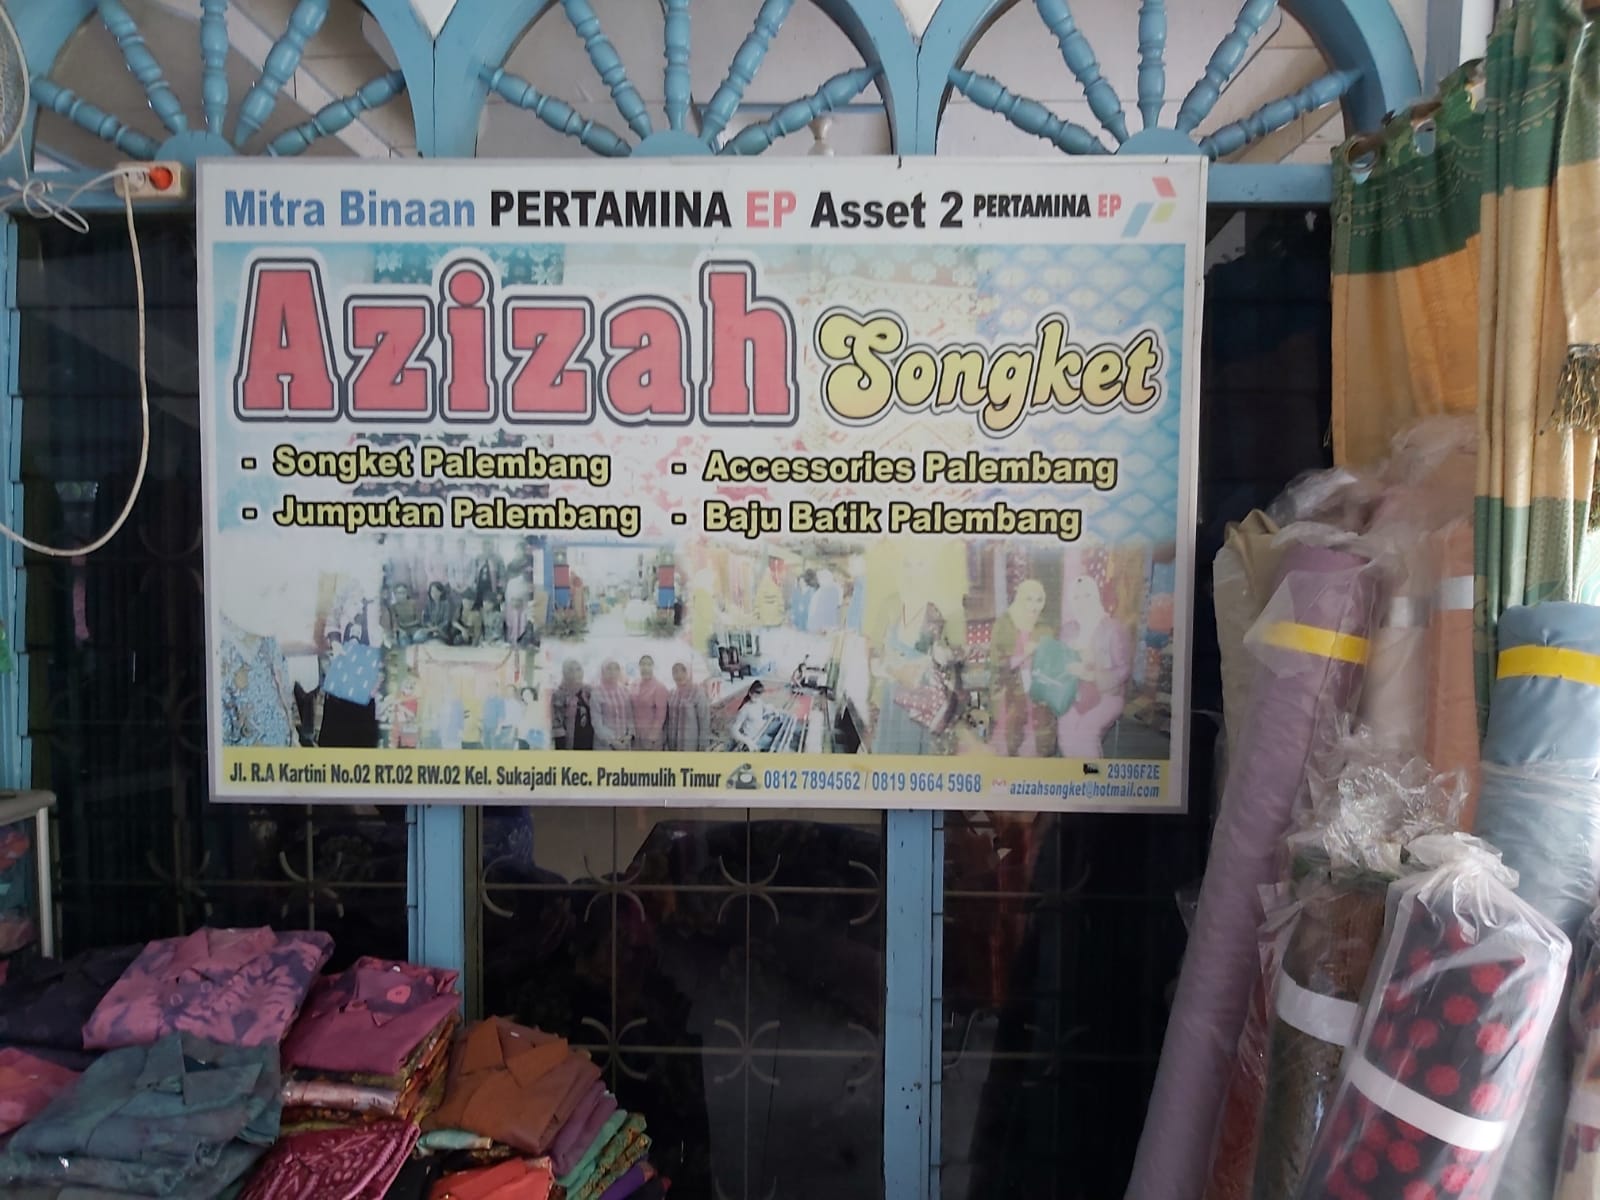 Mitra Binaan PERTAMINA EP Asset 2 PERTAMINA EP
Azizah Songket
- Songket Palembang - Accessories Palembang
- Jumputan Palembang - Baju Batik Palembang
Jl. R.A Kartini No.02 RT.02 RW.02 Kel. Sukajadi Kec. Prabumulih Timur 0812 7894562 / 0819 9664 5968
29396F2E
azizahsongket@hotmail.com